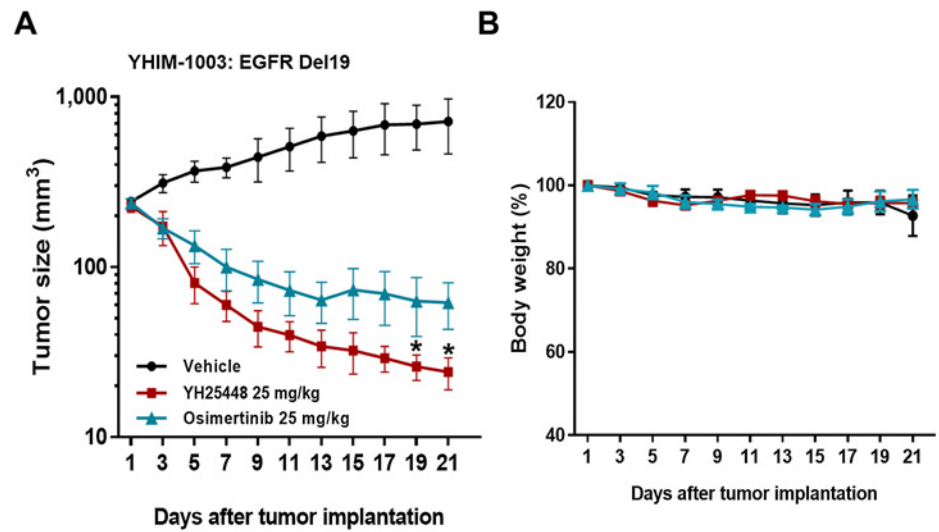 A
YHIM-1003: EGFR Del19
Tumor size (mm³)
1,000
100
10
Vehicle
YH25448 25 mg/kg
Osimertinib 25 mg/kg
* *
1 3 5 7 9 11 13 15 17 19 21
Days after tumor implantation
B
Body weight (%)
120
100
80
60
40
1 3 5 7 9 11 13 15 17 19 21
Days after tumor implantation